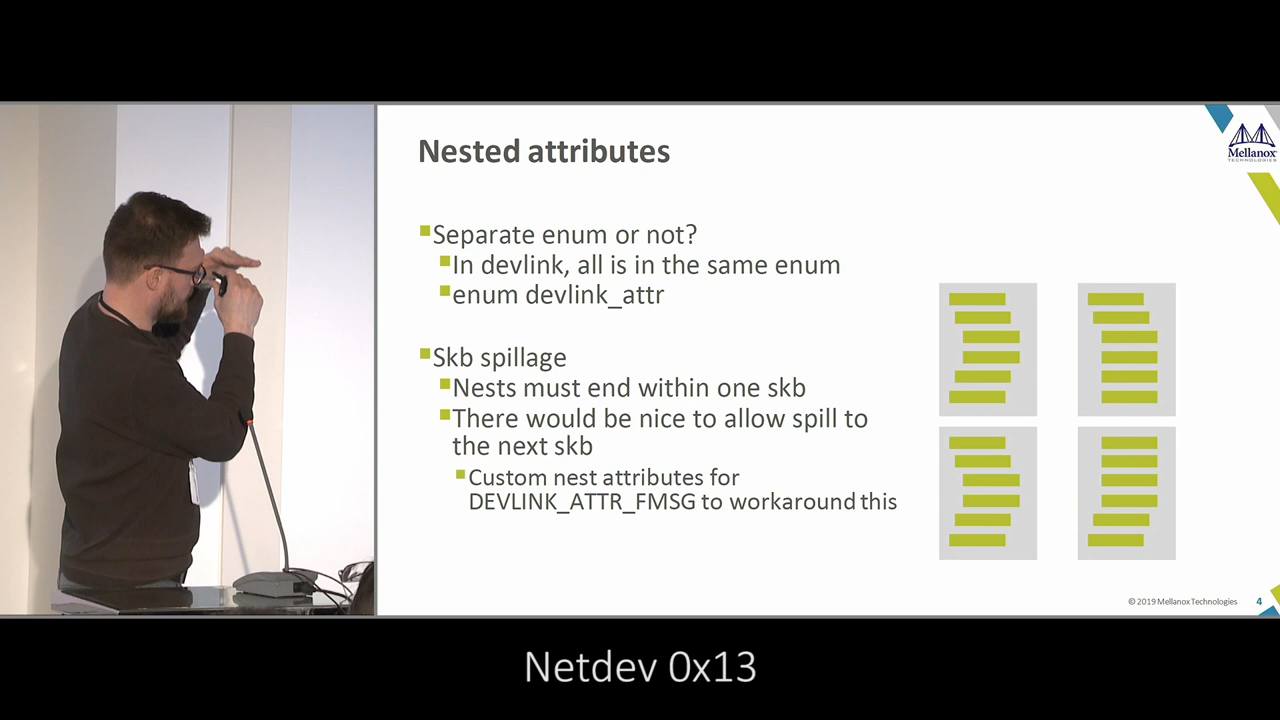 Nested attributes
Mellanox
TECHNOLOGIES
Separate enum or not?
In devlink, all is in the same enum
enum devlink_attr
Skb spillage
Nests must end within one skb
There would be nice to allow spill to
the next skb
Custom nest attributes for
DEVLINK_ATTR_FMSG to workaround this
© 2019 Mellanox Technologies
4
Netdev 0x13